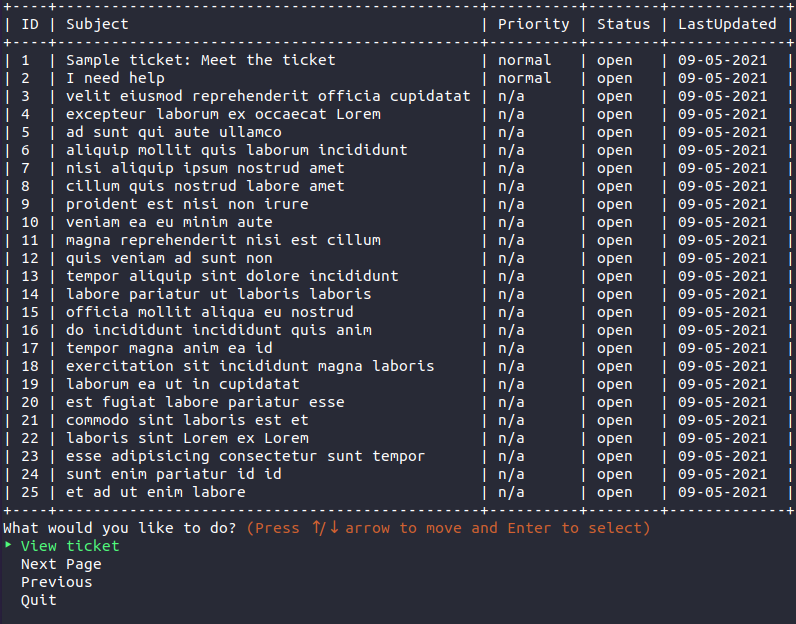 +----+-----------------------------------------------+----------+--------+-------------+
| ID | Subject                                       | Priority | Status | LastUpdated |
+----+-----------------------------------------------+----------+--------+-------------+
| 1  | Sample ticket: Meet the ticket                | normal   | open   | 09-05-2021  |
| 2  | I need help                                   | normal   | open   | 09-05-2021  |
| 3  | velit eiusmod reprehenderit officia cupidatat | n/a      | open   | 09-05-2021  |
| 4  | excepteur laborum ex occaecat Lorem           | n/a      | open   | 09-05-2021  |
| 5  | ad sunt qui aute ullamco                      | n/a      | open   | 09-05-2021  |
| 6  | aliquip mollit quis laborum incididunt        | n/a      | open   | 09-05-2021  |
| 7  | nisi aliquip ipsum nostrud amet               | n/a      | open   | 09-05-2021  |
| 8  | cillum quis nostrud labore amet               | n/a      | open   | 09-05-2021  |
| 9  | proident est nisi non irure                   | n/a      | open   | 09-05-2021  |
| 10 | veniam ea eu minim aute                       | n/a      | open   | 09-05-2021  |
| 11 | magna reprehenderit nisi est cillum           | n/a      | open   | 09-05-2021  |
| 12 | quis veniam ad sunt non                       | n/a      | open   | 09-05-2021  |
| 13 | tempor aliquip sint dolore incididunt         | n/a      | open   | 09-05-2021  |
| 14 | labore pariatur ut laboris laboris            | n/a      | open   | 09-05-2021  |
| 15 | officia mollit aliqua eu nostrud              | n/a      | open   | 09-05-2021  |
| 16 | do incididunt incididunt quis anim            | n/a      | open   | 09-05-2021  |
| 17 | tempor magna anim ea id                       | n/a      | open   | 09-05-2021  |
| 18 | exercitation sit incididunt magna laboris     | n/a      | open   | 09-05-2021  |
| 19 | laborum ea ut in cupidatat                    | n/a      | open   | 09-05-2021  |
| 20 | est fugiat labore pariatur esse               | n/a      | open   | 09-05-2021  |
| 21 | commodo sint laboris est et                   | n/a      | open   | 09-05-2021  |
| 22 | laboris sint Lorem ex Lorem                   | n/a      | open   | 09-05-2021  |
| 23 | esse adipisicing consectetur sunt tempor      | n/a      | open   | 09-05-2021  |
| 24 | sunt enim pariatur id id                      | n/a      | open   | 09-05-2021  |
| 25 | et ad ut enim labore                          | n/a      | open   | 09-05-2021  |
+----+-----------------------------------------------+----------+--------+-------------+
What would you like to do? (Press ↑/↓ arrow to move and Enter to select)
‣ View ticket
  Next Page
  Previous
  Quit